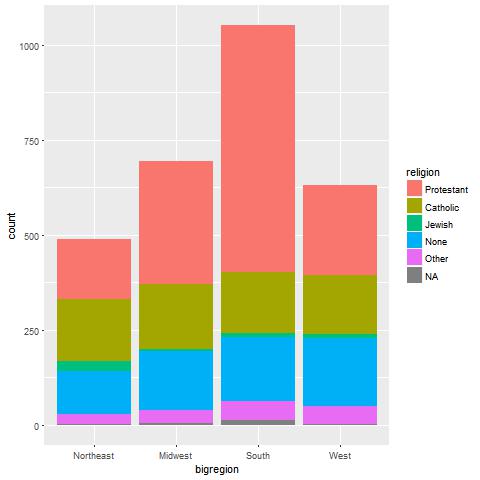 count
1000
750
500
250
0
Northeast
Midwest
South
West
bigregion
religion
Protestant
Catholic
Jewish
None
Other
NA